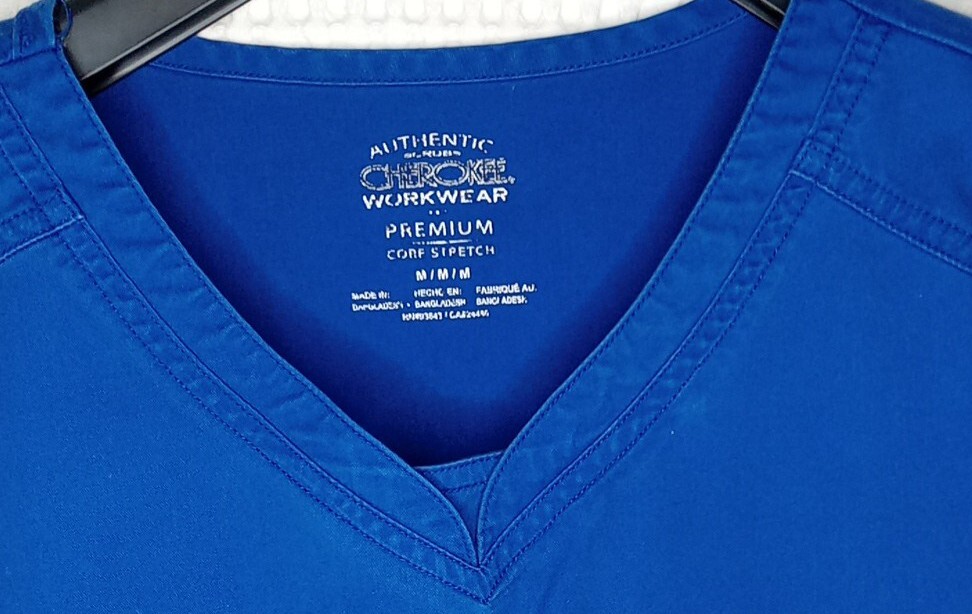 AUTHENTIC
SCRUBS
CHEROKEE
WORKWEAR
PREMIUM
CORE STRETCH
M / M / M
MADE IN: HECHO EN: FABRIQUÉ AU:
BANGLADESH • BANGLADESH BANGLADESH